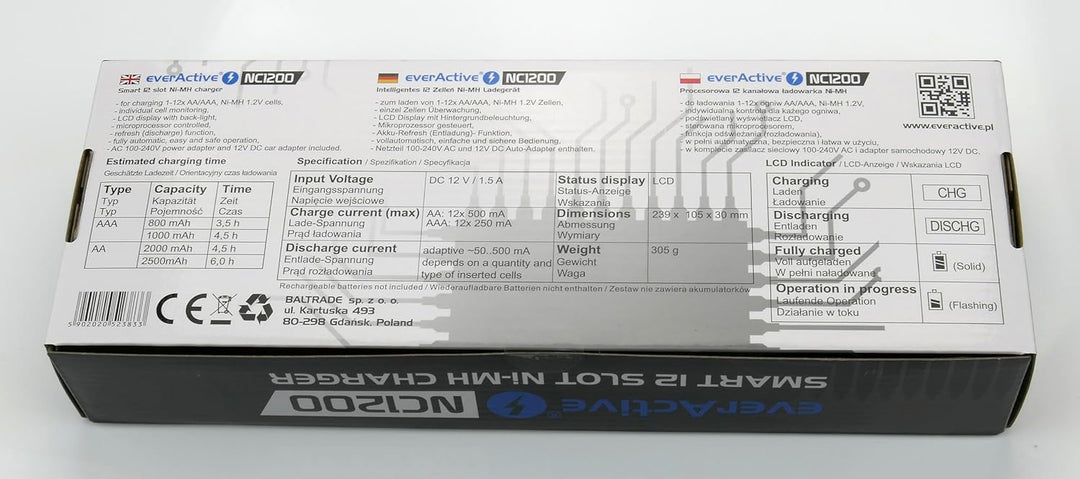 everActive NC1200
Smart 12 slot Ni-MH charger
- for charging 1-12x AA/AAA, Ni-MH 1.2V cells,
- individual cell monitoring,
- LCD display with back-light,
- microprocessor controlled,
- refresh (discharge) function,
- fully automatic, easy and safe operation,
- AC 100-240V power adapter and 12V DC car adapter included.
everActive NC1200
Intelligentes 12 Zellen Ni-MH Ladegerät
- zum laden von 1-12x AA/AAA, Ni-MH 1.2V Zellen,
- einzel Zellen Überwachung,
- LCD Display mit Hintergrundbeleuchtung,
- Mikroprozessor gesteuert,
- Akku-Refresh (Entladung)- Funktion,
- vollautomatisch, einfache und sichere Bedienung,
- Netzteil 100-240V AC und 12V DC Auto-Adapter enthalten.
everActive NC1200
Procesorowa 12 kanałowa ładowarka Ni-MH
- do ładowania 1-12x ogniw AA/AAA, Ni-MH 1.2V,
- indywidualna kontrola każdego ogniwa,
- podświetlany wyświetlacz LCD,
- sterowana mikroprocesorem,
- funkcja odświeżania (rozładowania),
- w pełni automatyczna, bezpieczna i łatwa w użyciu,
- w komplecie zasilacz sieciowy 100-240V AC i adapter samochodowy 12V DC.
www.everactive.pl
Estimated charging time
Geschätzte Ladezeit / Orientacyjny czas ładowania
Type Capacity Time
Typ Kapazität Zeit
Typ Pojemność Czas
AAA 800 mAh 3,5 h
1000 mAh 4,5 h
AA 2000 mAh 4,5 h
2500mAh 6,0 h
Specification / Spezifikation / Specyfikacja
Input Voltage DC 12 V / 1.5 A
Eingangsspannung
Napięcie wejściowe
Charge current (max) AA: 12x 500 mA
Lade-Spannung AAA: 12x 250 mA
Prąd ładowania
Discharge current adaptive ~50..500 mA
Entlade-Spannung depends on a quantity and
Prąd rozładowania type of inserted cells
Status display LCD
Status-Anzeige
Wskazania
Dimensions 239 x 105 x 30 mm
Abmessung
Wymiary
Weight 305 g
Gewicht
Waga
Rechargeable batteries not included / Wiederaufladbare Batterien nicht enthalten / Zestaw nie zawiera akumulatorków
LCD Indicator / LCD-Anzeige / Wskazania LCD
Charging CHG
Laden
Ładowanie
Discharging DISCHG
Entladen
Rozładowanie
Fully charged (Solid)
Voll aufgeladen
W pełni naładowane
Operation in progress (Flashing)
Laufende Operation
Działanie w toku
5 902020 523833
CE
BALTRADE sp. z o. o.
ul. Kartuska 493
80-298 Gdańsk, Poland
everActive® NC1200
SMART 12 SLOT Ni-MH CHARGER